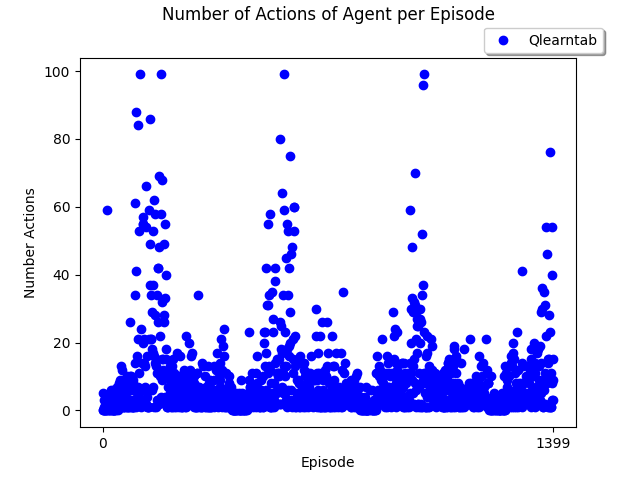 Number of Actions of Agent per Episode
Qlearntab
100
80
60
40
20
0
Number Actions
0
1399
Episode